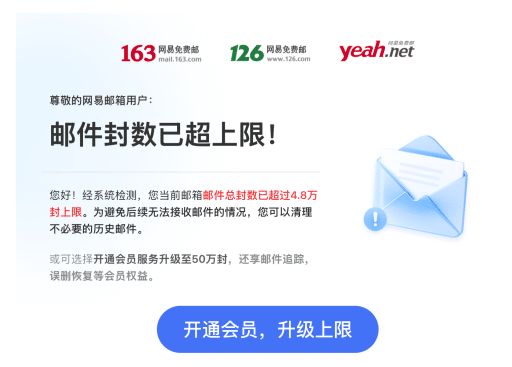 163 网易免费邮 mail.163.com 126 网易免费邮 www.126.com yeah.net 网易免费邮
尊敬的网易邮箱用户：
邮件封数已超上限！
您好！经系统检测，您当前邮箱邮件总封数已超过4.8万
封上限。为避免后续无法接收邮件的情况，您可以清理
不必要的历史邮件。
或可选择开通会员服务升级至50万封，还享邮件追踪，
误删恢复等会员权益。
开通会员，升级上限